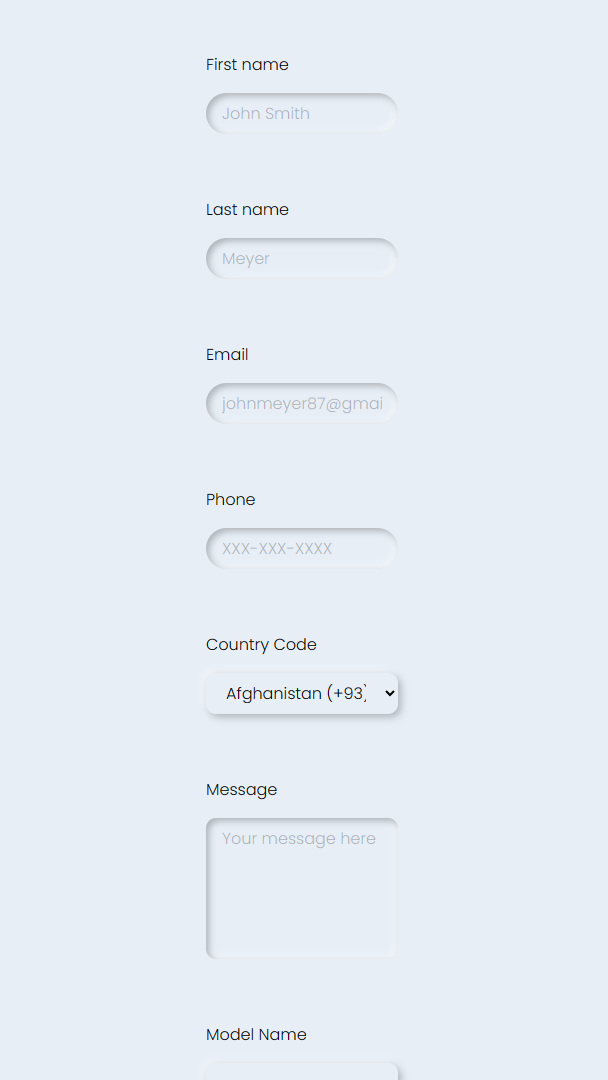 First name
John Smith
Last name
Meyer
Email
johnmeyer87@gmai
Phone
XXX-XXX-XXXX
Country Code
Afghanistan (+93)
Message
Your message here
Model Name